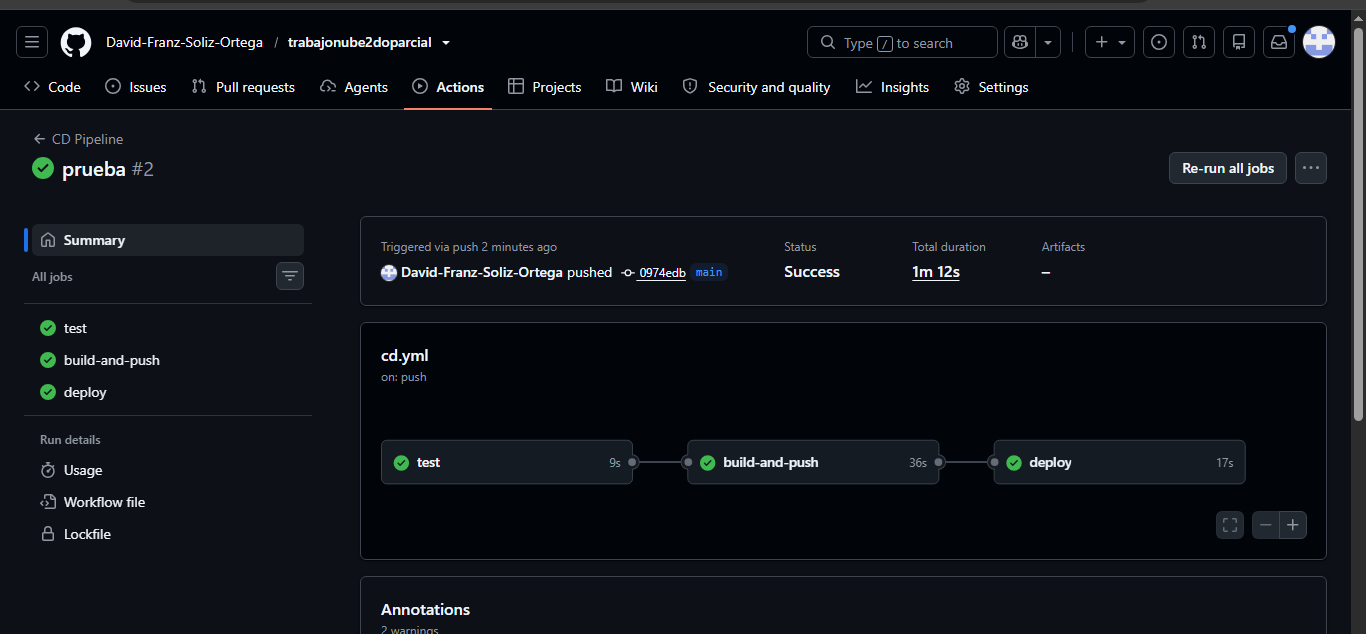 David-Franz-Soliz-Ortega / trabajonube2doparcial
Type / to search
Code Issues Pull requests Agents Actions Projects Wiki Security and quality Insights Settings
CD Pipeline
prueba #2
Re-run all jobs
Summary
All jobs
test
build-and-push
deploy
Run details
Usage
Workflow file
Lockfile
Triggered via push 2 minutes ago
David-Franz-Soliz-Ortega pushed 0974edb main
Status
Success
Total duration
1m 12s
Artifacts
–
cd.yml
on: push
test 9s
build-and-push 36s
deploy 17s
Annotations
2 warnings